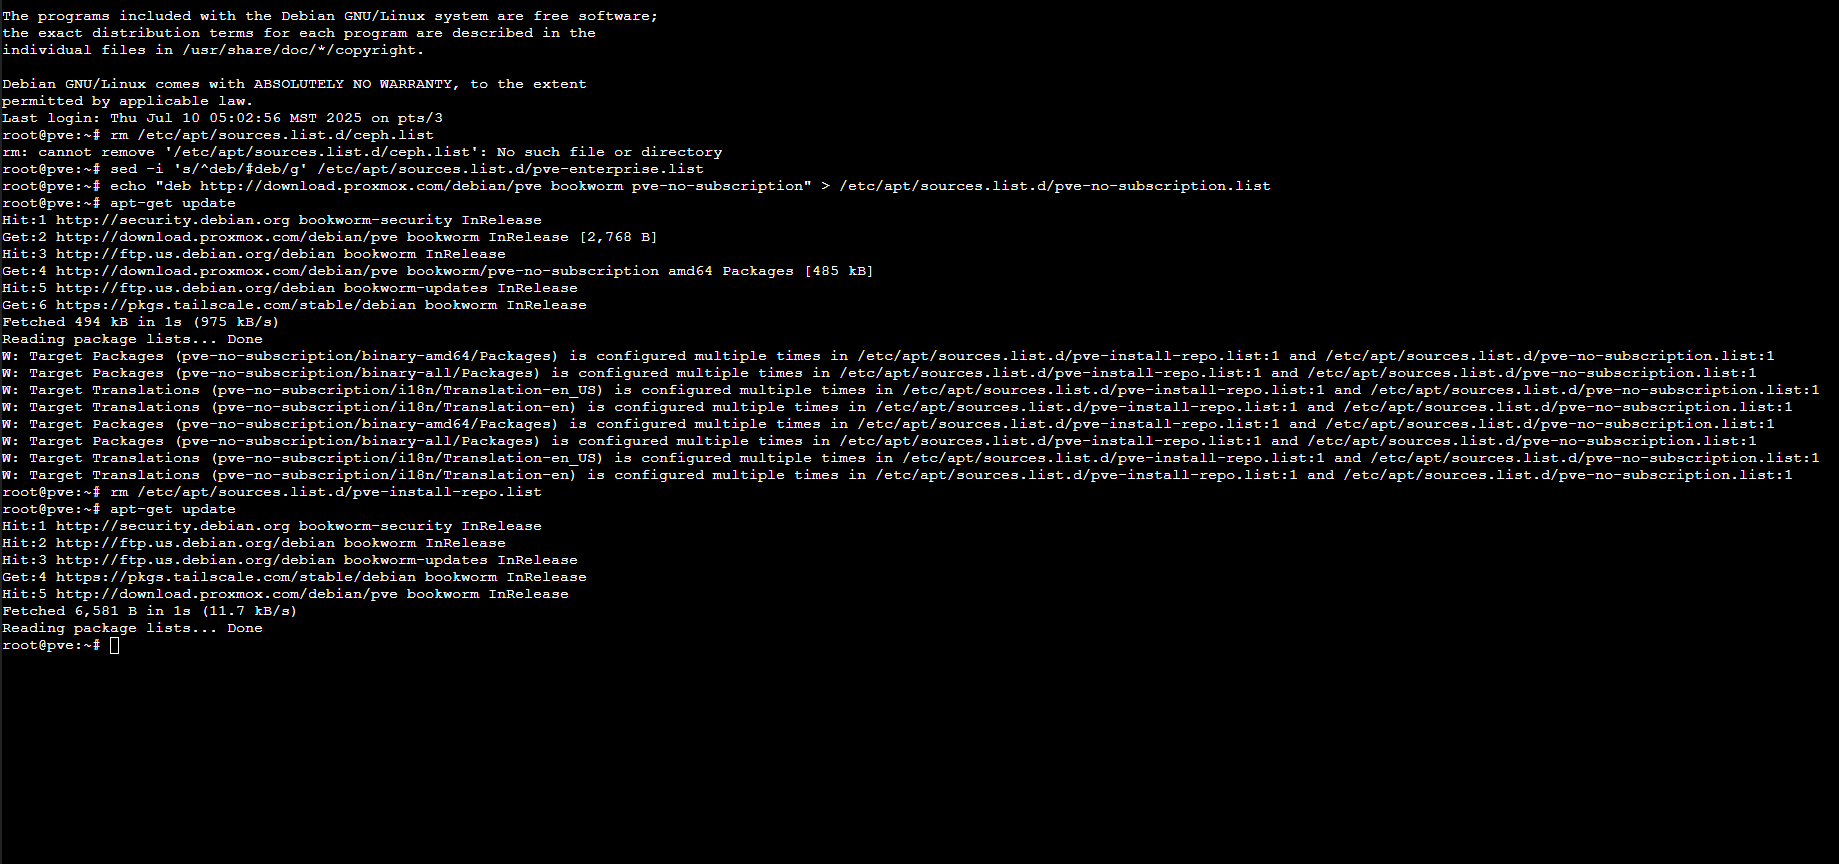 The programs included with the Debian GNU/Linux system are free software;
the exact distribution terms for each program are described in the
individual files in /usr/share/doc/*/copyright.
Debian GNU/Linux comes with ABSOLUTELY NO WARRANTY, to the extent
permitted by applicable law.
Last login: Thu Jul 10 05:02:56 MST 2025 on pts/3
root@pve:~# rm /etc/apt/sources.list.d/ceph.list
rm: cannot remove '/etc/apt/sources.list.d/ceph.list': No such file or directory
root@pve:~# sed -i 's/^deb/#deb/g' /etc/apt/sources.list.d/pve-enterprise.list
root@pve:~# echo "deb http://download.proxmox.com/debian/pve bookworm pve-no-subscription" > /etc/apt/sources.list.d/pve-no-subscription.list
root@pve:~# apt-get update
Hit:1 http://security.debian.org bookworm-security InRelease
Get:2 http://download.proxmox.com/debian/pve bookworm InRelease [2,768 B]
Hit:3 http://ftp.us.debian.org/debian bookworm InRelease
Get:4 http://download.proxmox.com/debian/pve bookworm/pve-no-subscription amd64 Packages [485 kB]
Hit:5 http://ftp.us.debian.org/debian bookworm-updates InRelease
Get:6 https://pkgs.tailscale.com/stable/debian bookworm InRelease
Fetched 494 kB in 1s (975 kB/s)
Reading package lists... Done
W: Target Packages (pve-no-subscription/binary-amd64/Packages) is configured multiple times in /etc/apt/sources.list.d/pve-install-repo.list:1 and /etc/apt/sources.list.d/pve-no-subscription.list:1
W: Target Packages (pve-no-subscription/binary-all/Packages) is configured multiple times in /etc/apt/sources.list.d/pve-install-repo.list:1 and /etc/apt/sources.list.d/pve-no-subscription.list:1
W: Target Translations (pve-no-subscription/i18n/Translation-en_US) is configured multiple times in /etc/apt/sources.list.d/pve-install-repo.list:1 and /etc/apt/sources.list.d/pve-no-subscription.list:1
W: Target Translations (pve-no-subscription/i18n/Translation-en) is configured multiple times in /etc/apt/sources.list.d/pve-install-repo.list:1 and /etc/apt/sources.list.d/pve-no-subscription.list:1
W: Target Packages (pve-no-subscription/binary-amd64/Packages) is configured multiple times in /etc/apt/sources.list.d/pve-install-repo.list:1 and /etc/apt/sources.list.d/pve-no-subscription.list:1
W: Target Packages (pve-no-subscription/binary-all/Packages) is configured multiple times in /etc/apt/sources.list.d/pve-install-repo.list:1 and /etc/apt/sources.list.d/pve-no-subscription.list:1
W: Target Translations (pve-no-subscription/i18n/Translation-en_US) is configured multiple times in /etc/apt/sources.list.d/pve-install-repo.list:1 and /etc/apt/sources.list.d/pve-no-subscription.list:1
W: Target Translations (pve-no-subscription/i18n/Translation-en) is configured multiple times in /etc/apt/sources.list.d/pve-install-repo.list:1 and /etc/apt/sources.list.d/pve-no-subscription.list:1
root@pve:~# rm /etc/apt/sources.list.d/pve-install-repo.list
root@pve:~# apt-get update
Hit:1 http://security.debian.org bookworm-security InRelease
Hit:2 http://ftp.us.debian.org/debian bookworm InRelease
Hit:3 http://ftp.us.debian.org/debian bookworm-updates InRelease
Get:4 https://pkgs.tailscale.com/stable/debian bookworm InRelease
Hit:5 http://download.proxmox.com/debian/pve bookworm InRelease
Fetched 6,581 B in 1s (11.7 kB/s)
Reading package lists... Done
root@pve:~#